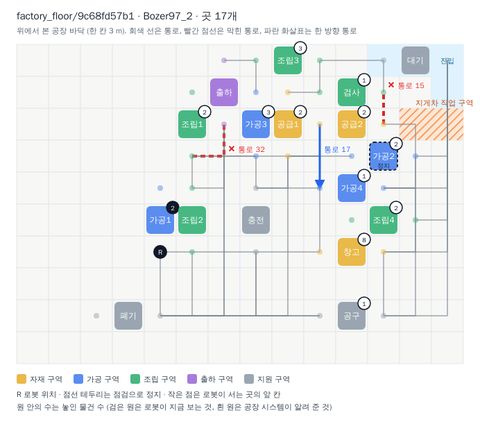 factory_floor/9c68fd57b1 · Bozer97_2 · 곳 17개
위에서 본 공장 바닥 (한 칸 3 m). 회색 선은 통로, 빨간 점선은 막힌 통로, 파란 화살표는 한 방향 통로
3
조립3
대기
진입
1
검사
통로 15
출하
지게차 작업 구역
2
조립1
3
가공3
2
공급1
2
공급2
통로 32
통로 17
2
가공2
정지
1
가공4
2
가공1
조립2
충전
2
조립4
R
8
창고
폐기
1
공구
자재 구역
가공 구역
조립 구역
출하 구역
지원 구역
R 로봇 위치 · 점선 테두리는 점검으로 정지 · 작은 점은 로봇이 서는 곳의 앞 칸
원 안의 수는 놓인 물건 수 (검은 원은 로봇이 지금 보는 것, 흰 원은 공장 시스템이 알려 준 것)